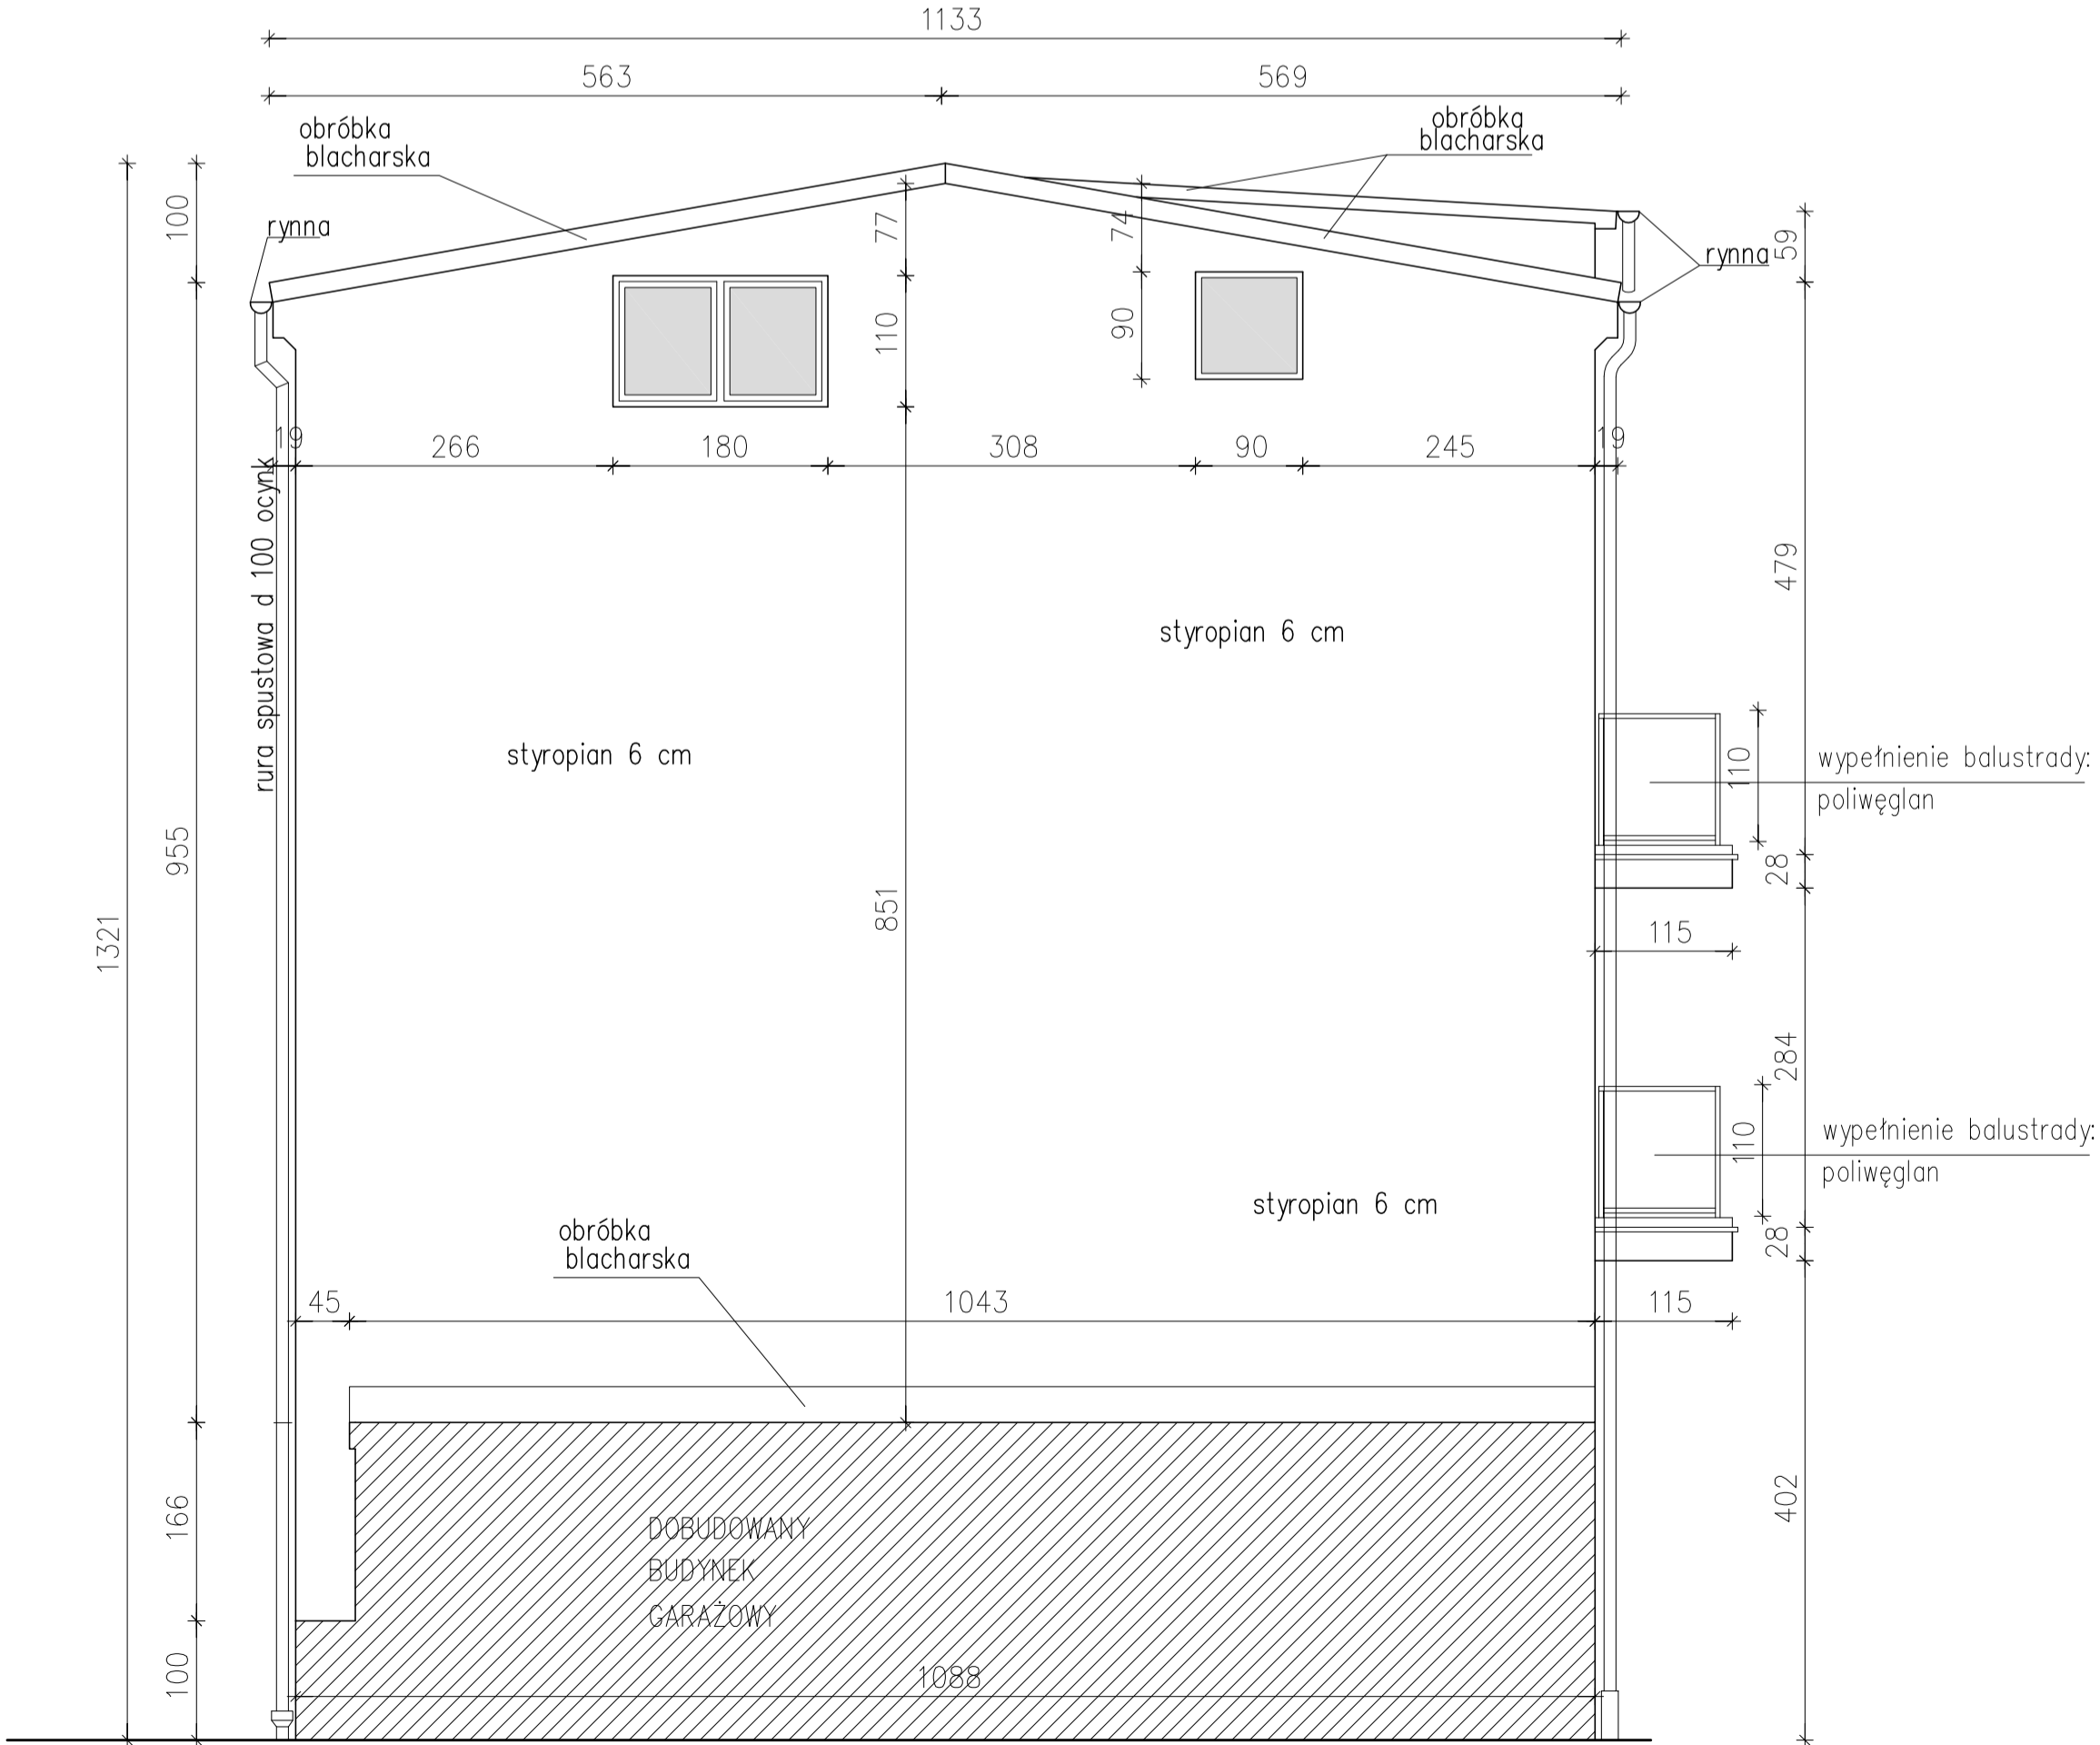 1133
563
569
obróbka
blacharska
obróbka
blacharska
100
rynna
77
74
59
rynna
110
90
19
266
180
308
90
245
19
rura spustowa d 100 ocynk
479
styropian 6 cm
styropian 6 cm
110
wypełnienie balustrady:
poliwęglan
955
28
851
1321
115
284
110
wypełnienie balustrady:
poliwęglan
styropian 6 cm
obróbka
blacharska
28
45
1043
115
166
402
DOBUDOWANY
BUDYNEK
GARAŻOWY
100
1088